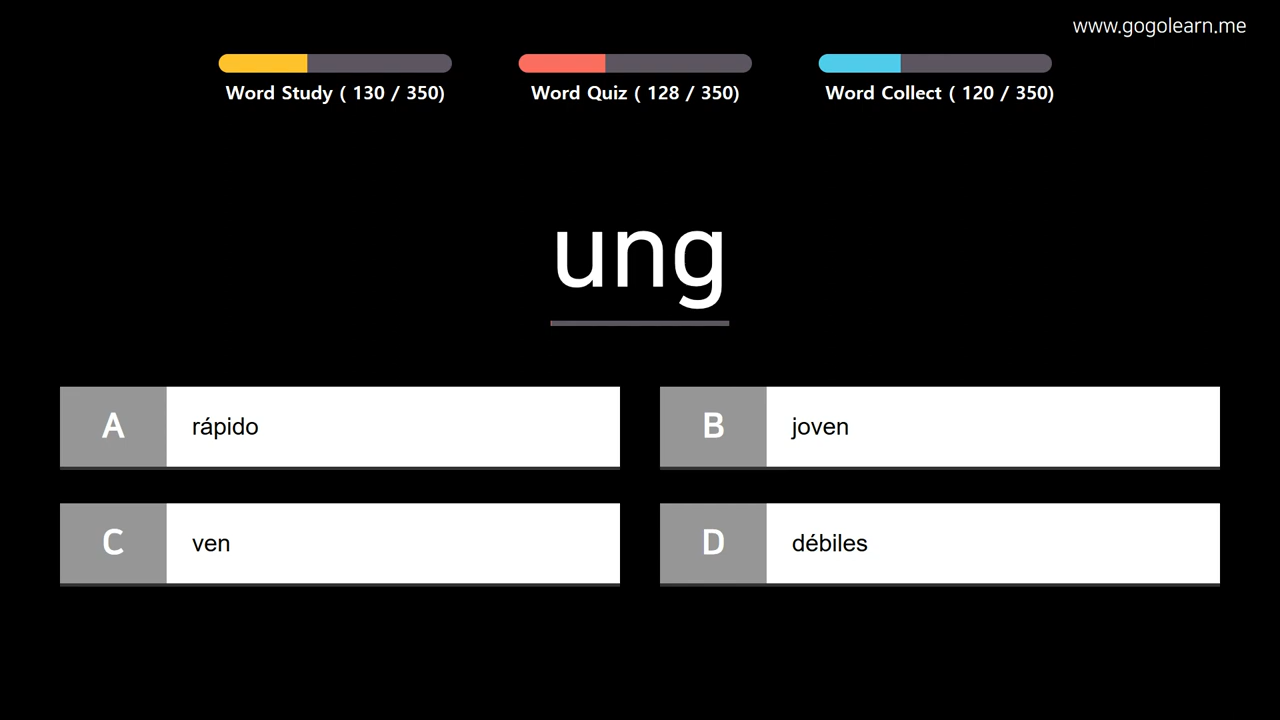 www.gogolearn.me
Word Study ( 130 / 350)
Word Quiz ( 128 / 350)
Word Collect ( 120 / 350)
ung
A rápido
B joven
C ven
D débiles